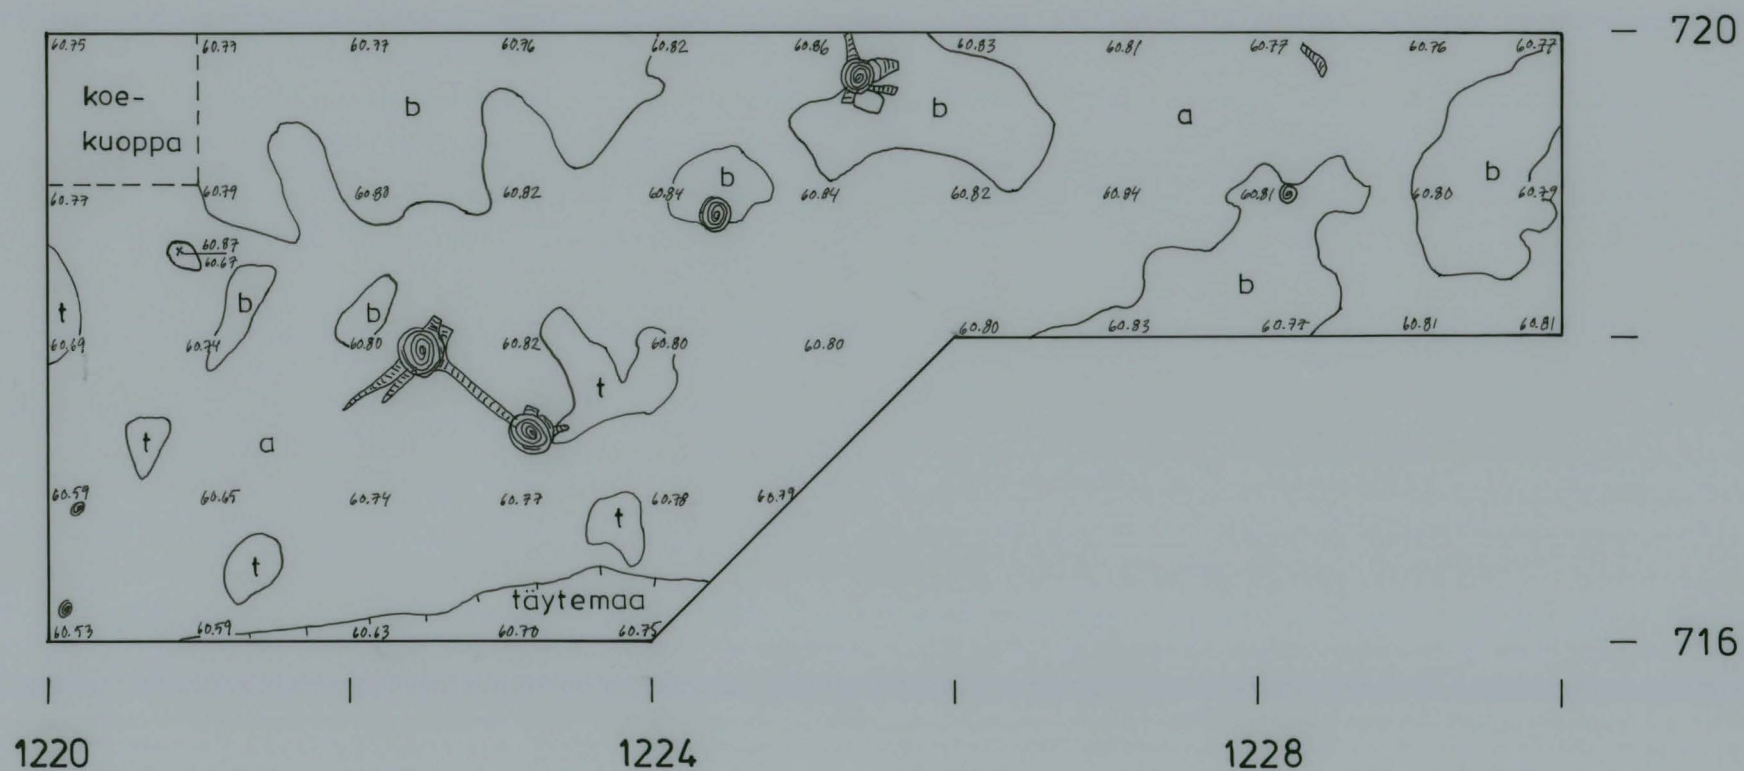 60.75 60.77 60.77 60.76 60.82 60.86 60.83 60.81 60.77 60.76 60.77 — 720
koe-
b b a
kuoppa
b b
60.77 60.79 60.80 60.82 60.84 60.84 60.82 60.84 60.81 60.80 60.79
x 60.87
60.67
b b b
t
60.69 60.74 60.80 60.82 60.80 60.80 60.80 60.83 60.77 60.81 60.81
t
t a
60.59 60.65 60.74 60.77 60.78 60.79
t
t
täytemaa
60.53 60.59 60.63 60.70 60.75 — 716
1220 1224 1228